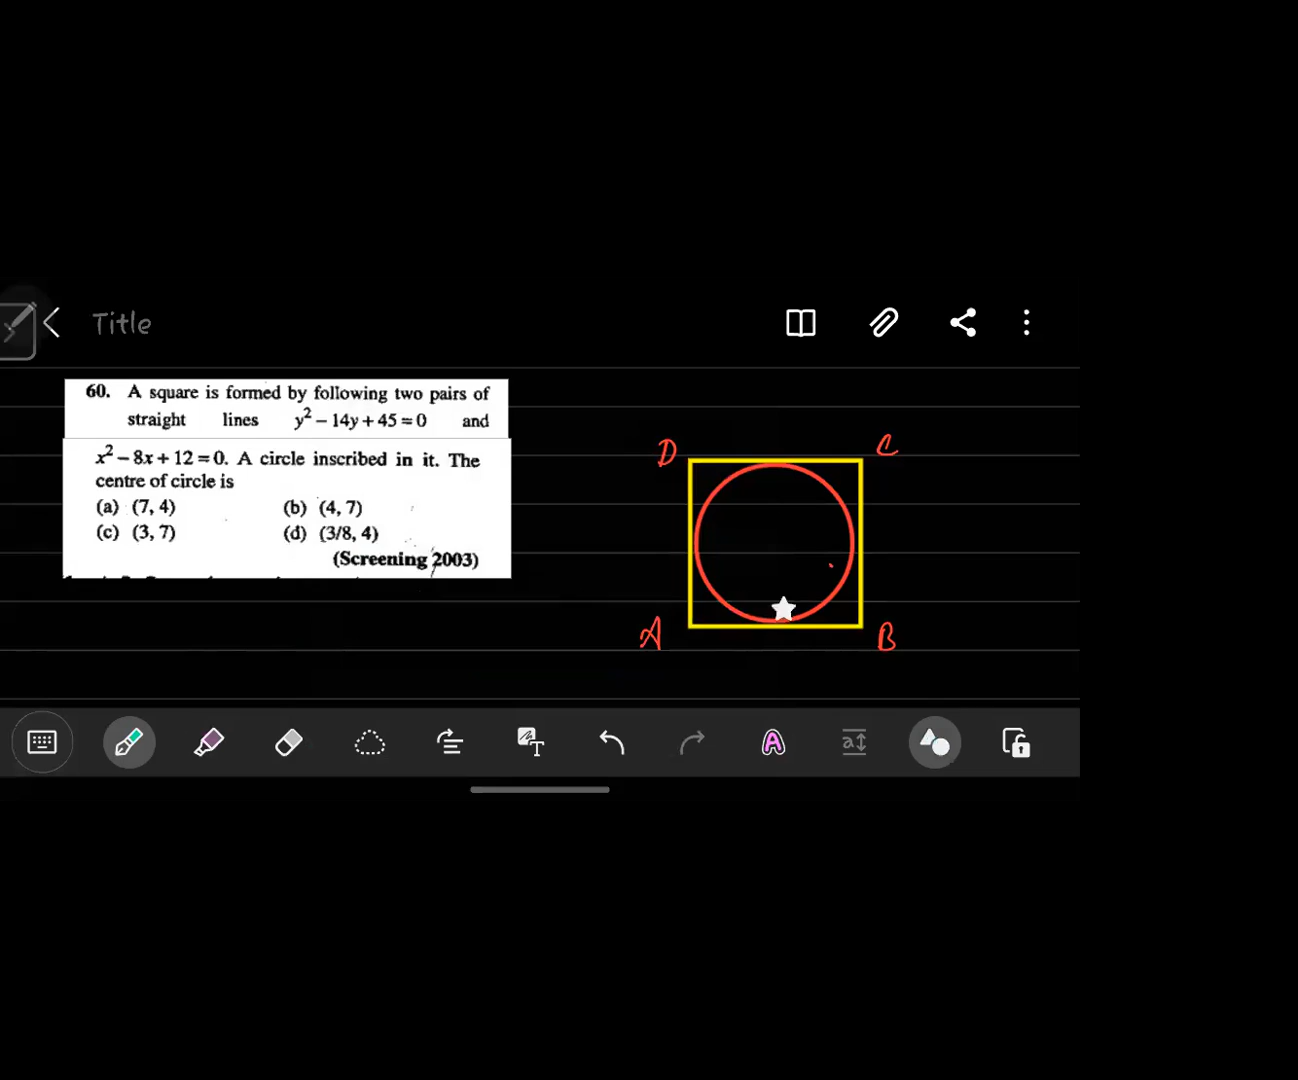 Title
60. A square is formed by following two pairs of
straight lines y² – 14y + 45 = 0 and
x² – 8x + 12 = 0. A circle inscribed in it. The
centre of circle is
(a) (7, 4) (b) (4, 7)
(c) (3, 7) (d) (3/8, 4)
(Screening 2003)
D C
A B
T A a